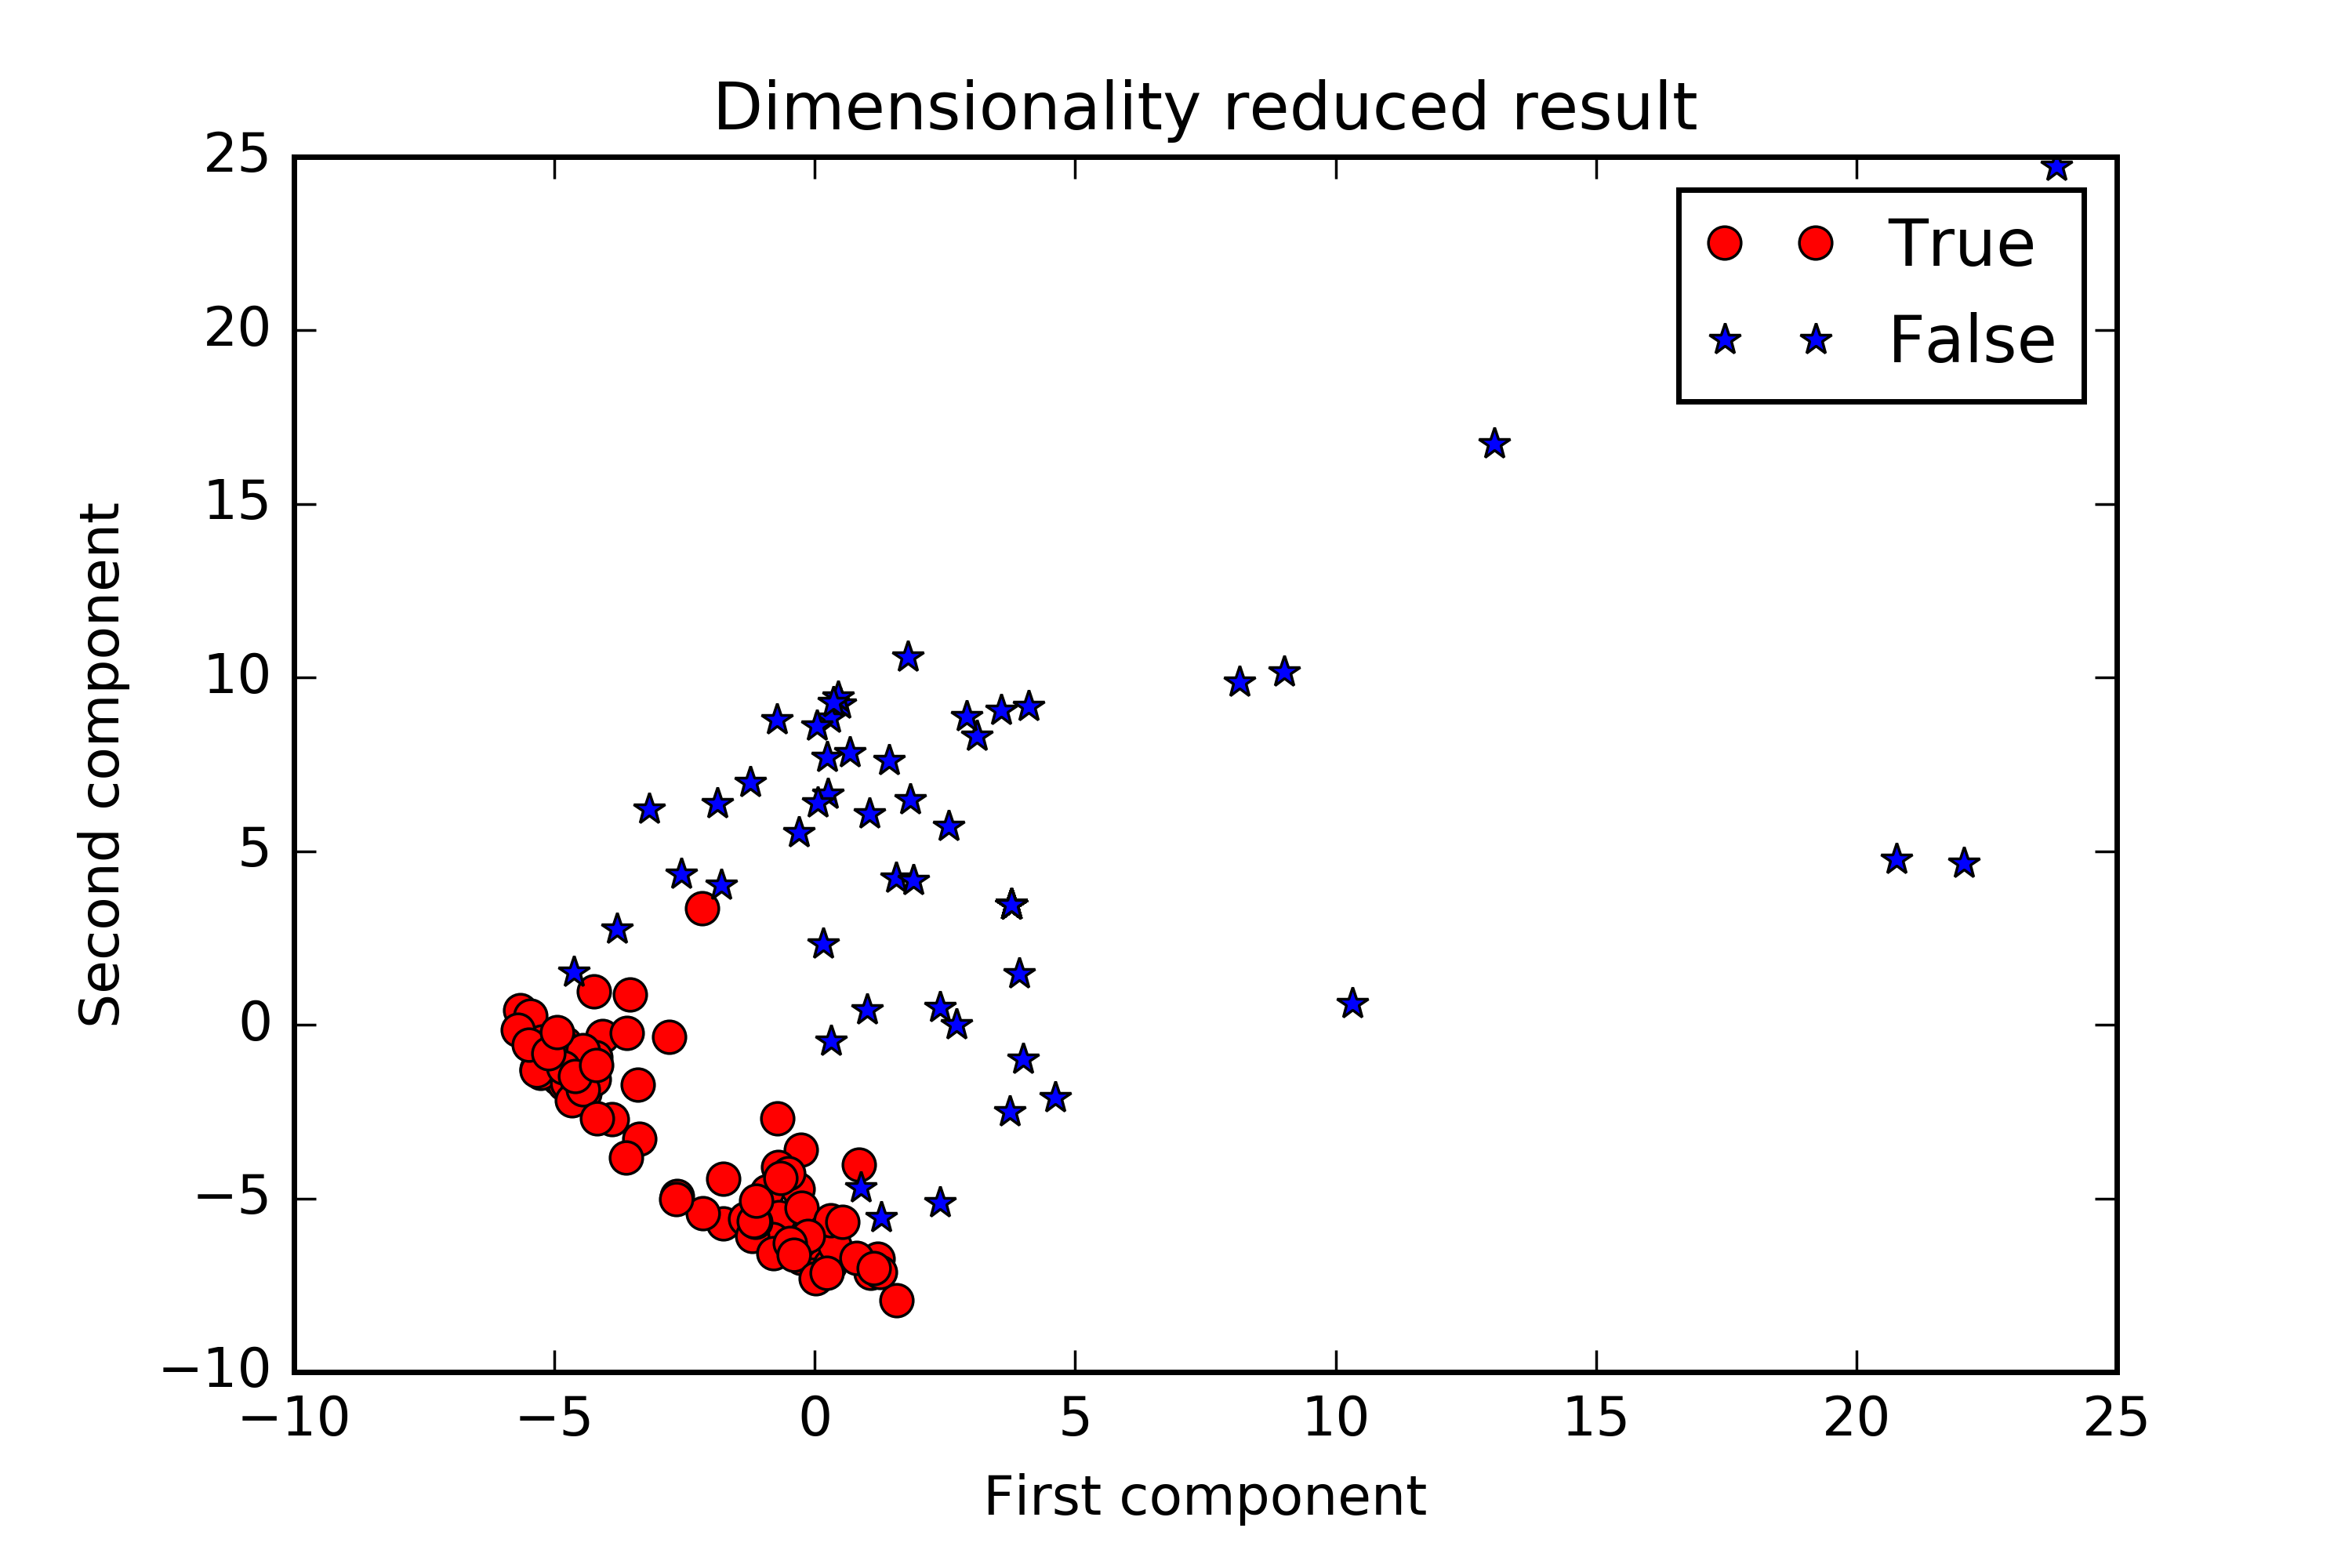 Dimensionality reduced result
25
20
15
10
5
0
−5
−10
Second component
True
False
−10 −5 0 5 10 15 20 25
First component